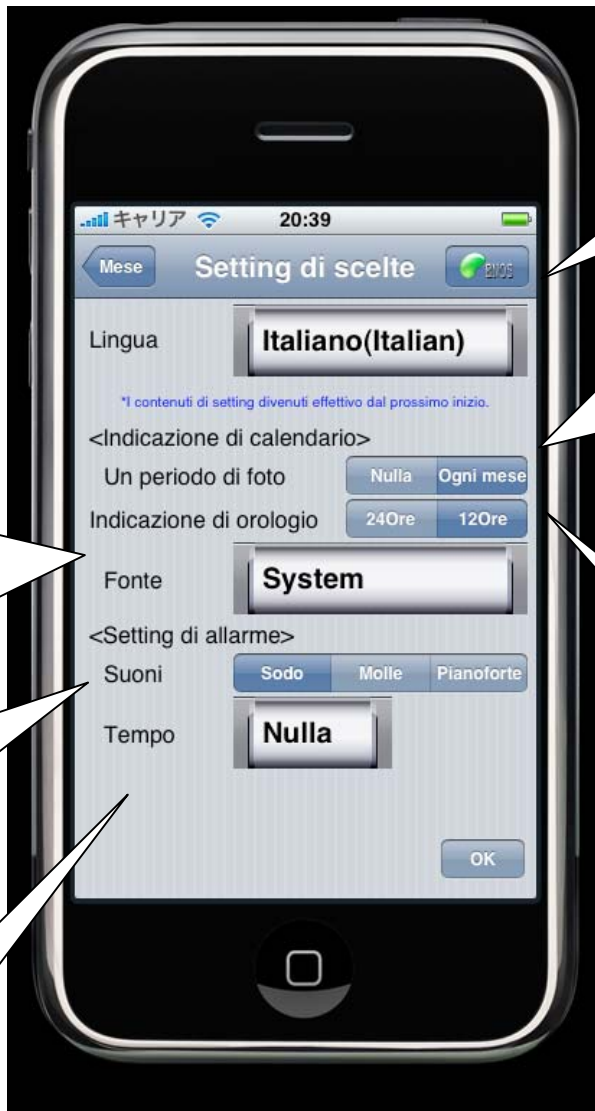 キャリア 20:39
Mese Setting di scelte
Lingua Italiano(Italian)
*I contenuti di setting divenuti effettivo dal prossimo inizio.
<Indicazione di calendario>
Un periodo di foto Nulla Ogni mese
Indicazione di orologio 24Ore 12Ore
Fonte System
<Setting di allarme>
Suoni Sodo Molle Pianoforte
Tempo Nulla
OK